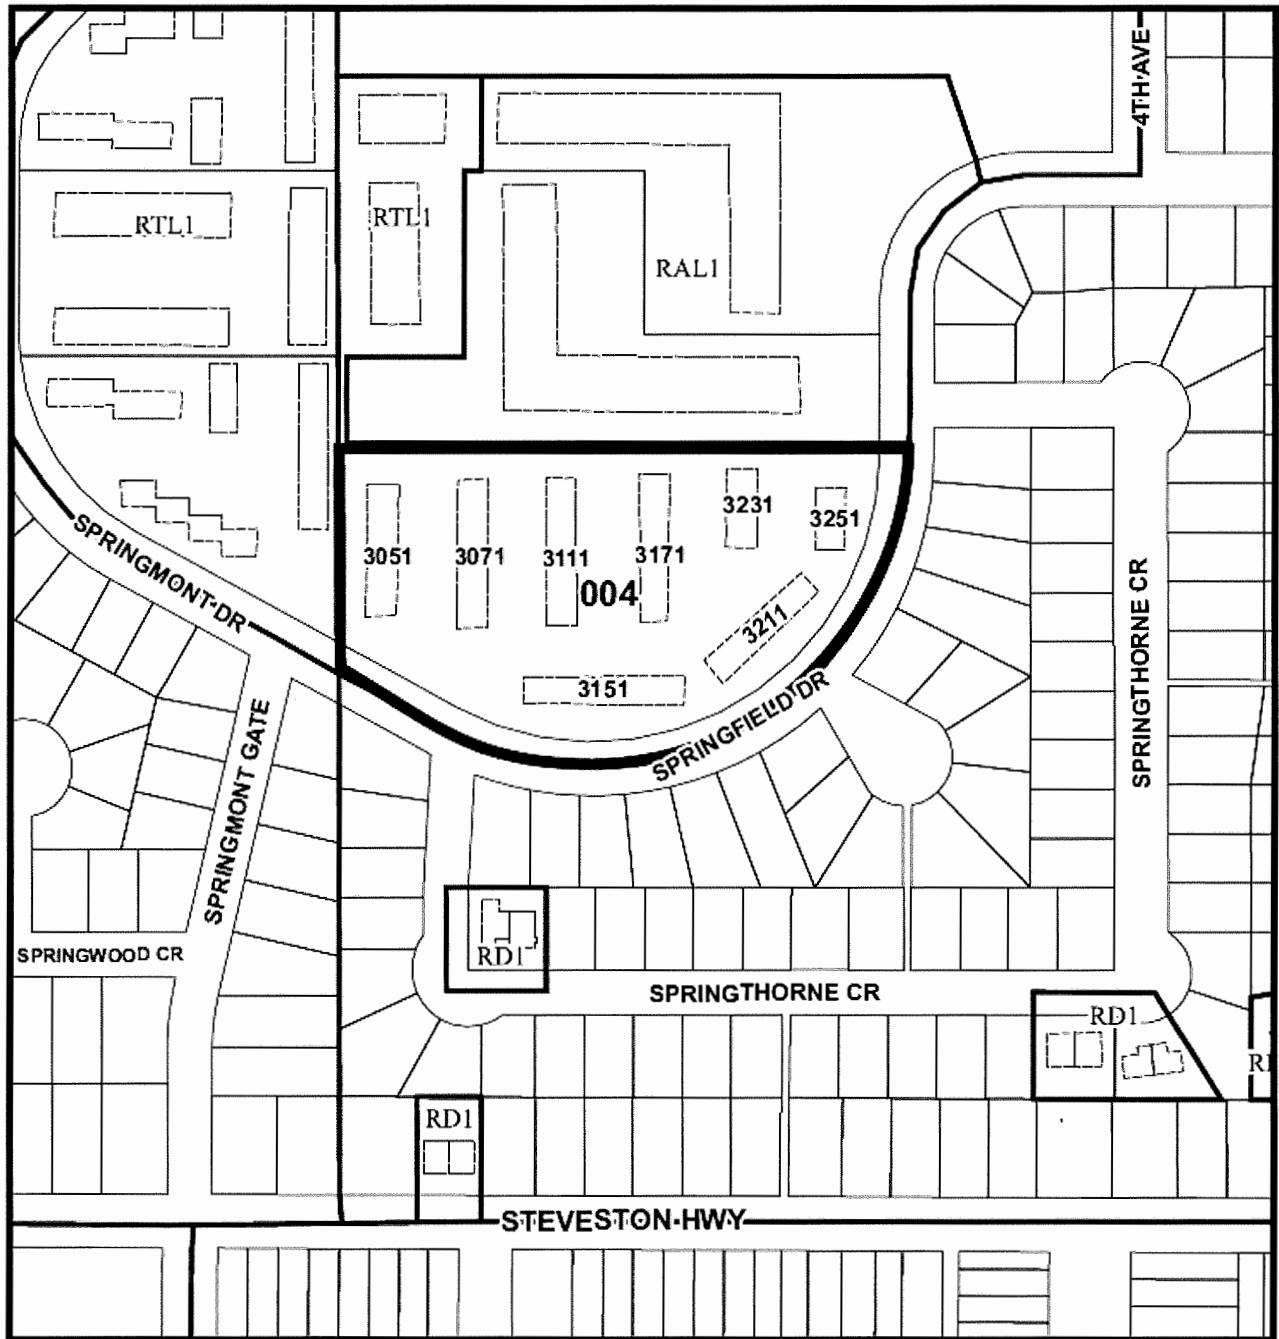 4TH AVE
RTL1
RTL1
RAL1
3231
3251
3051
3071
3111
3171
004
3211
3151
SPRINGMONT DR
SPRINGFIELD DR
SPRINGTHORNE CR
SPRINGMONT GATE
SPRINGWOOD CR
RD1
SPRINGTHORNE CR
RD1
RD1
STEVESTON HWY